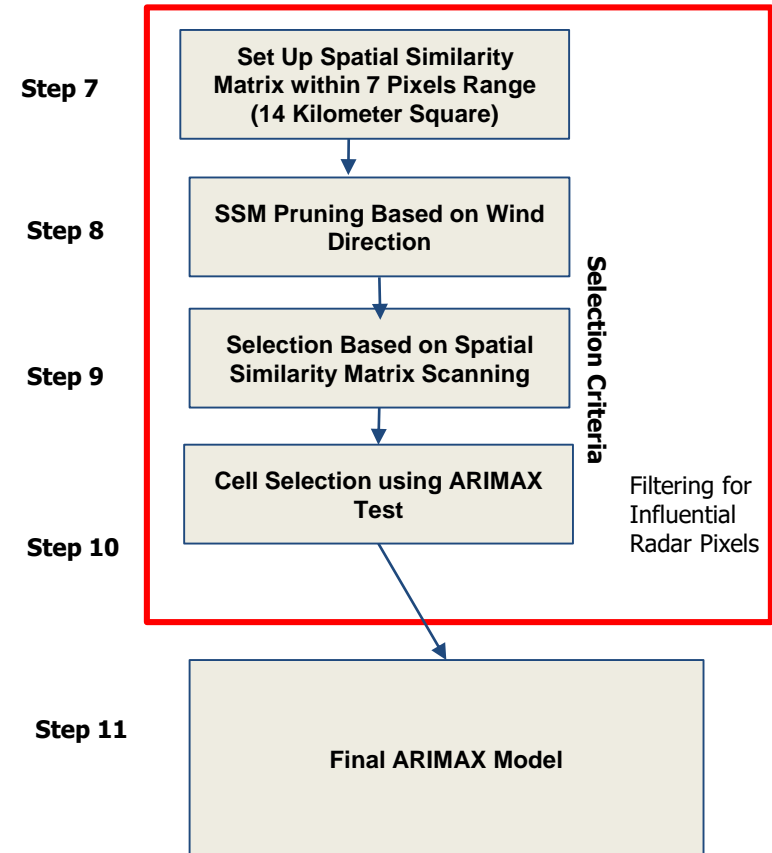 Step 7
Set Up Spatial Similarity
Matrix within 7 Pixels Range
(14 Kilometer Square)
Step 8
SSM Pruning Based on Wind
Direction
Selection Criteria
Step 9
Selection Based on Spatial
Similarity Matrix Scanning
Cell Selection using ARIMAX
Test
Filtering for
Influential
Radar Pixels
Step 10
Step 11
Final ARIMAX Model